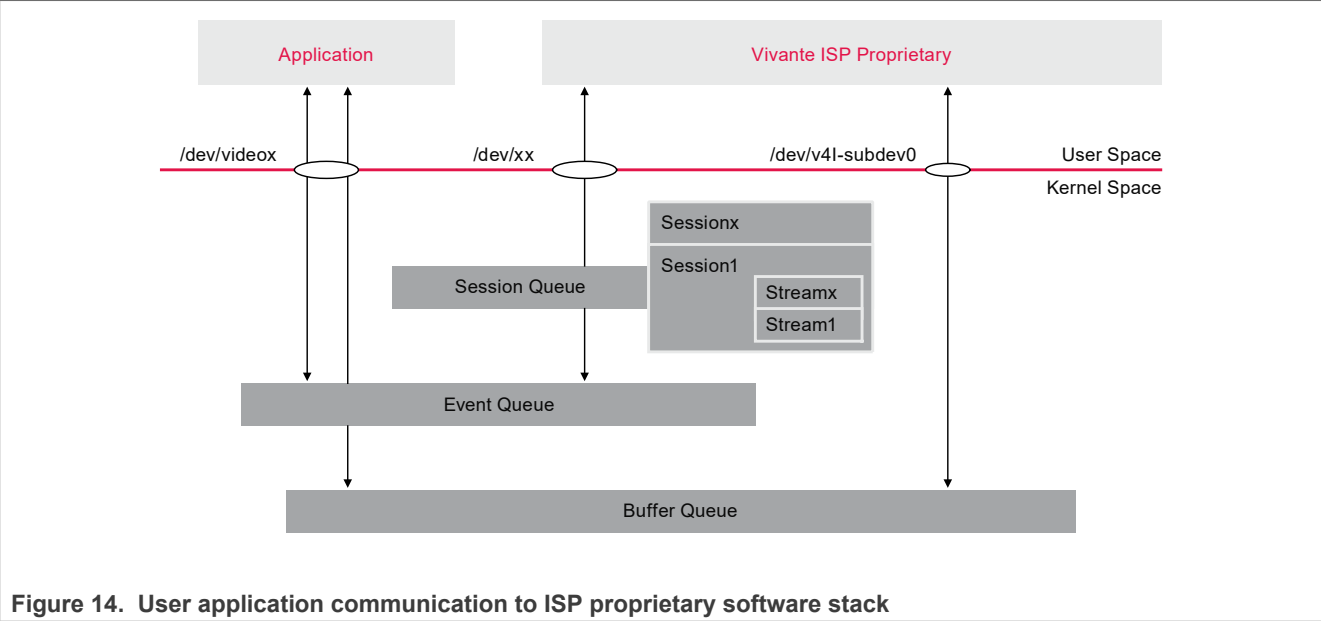 Application
Vivante ISP Proprietary
/dev/videox
/dev/xx
/dev/v4l-subdev0
User Space
Kernel Space
Sessionx
Session1
Session Queue
Streamx
Stream1
Event Queue
Buffer Queue
Figure 14. User application communication to ISP proprietary software stack